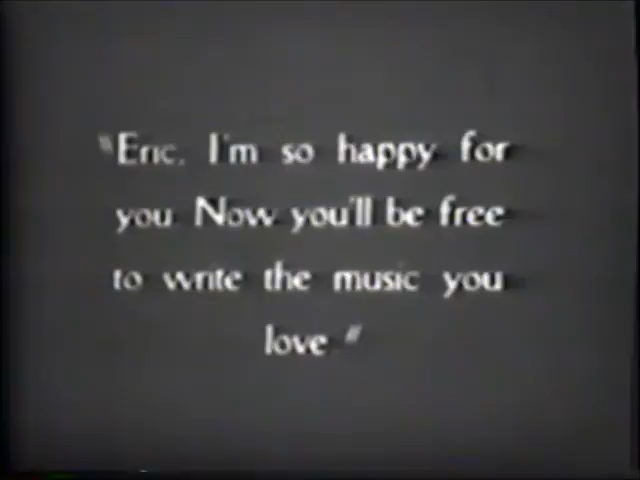 "Eric, I'm so happy for
you. Now you'll be free
to write the music you
love."